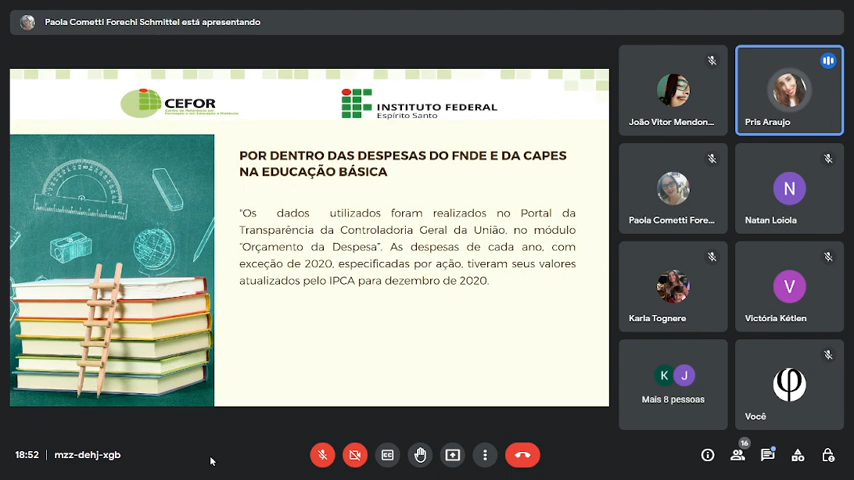 Paola Cometti Forechi Schmittel está apresentando
CEFOR
INSTITUTO FEDERAL
Espírito Santo
POR DENTRO DAS DESPESAS DO FNDE E DA CAPES
NA EDUCAÇÃO BÁSICA
"Os dados utilizados foram realizados no Portal da
Transparência da Controladoria Geral da União, no módulo
"Orçamento da Despesa". As despesas de cada ano, com
exceção de 2020, especificadas por ação, tiveram seus valores
atualizados pelo IPCA para dezembro de 2020.
João Vitor Mendon...
Pris Araujo
Paola Cometti Fore...
N
Natan Loiola
Karla Tognere
V
Victória Kétlen
K J
Mais 8 pessoas
φ
Você
18:52 | mzz-dehj-xgb
CC
16